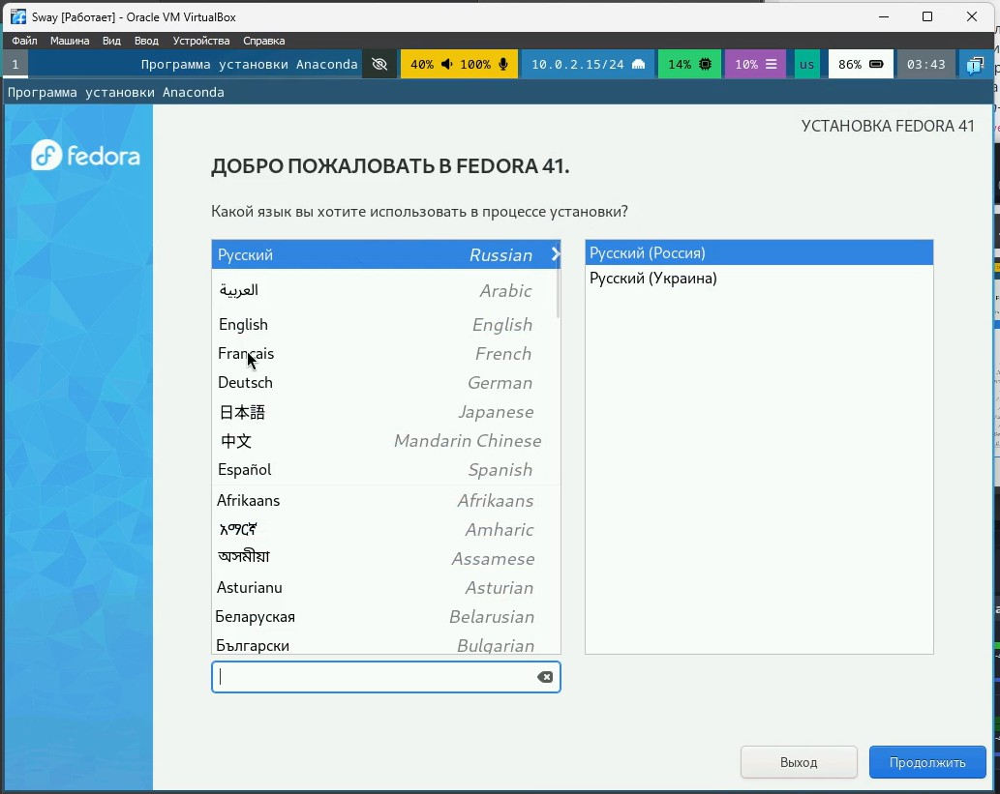 Sway [Работает] - Oracle VM VirtualBox
Файл Машина Вид Ввод Устройства Справка
1 Программа установки Anaconda 40% 100% 10.0.2.15/24 14% 10% us 86% 03:43
Программа установки Anaconda
fedora
УСТАНОВКА FEDORA 41
ДОБРО ПОЖАЛОВАТЬ В FEDORA 41.
Какой язык вы хотите использовать в процессе установки?
Русский Russian
العربية Arabic
English English
Français French
Deutsch German
日本語 Japanese
中文 Mandarin Chinese
Español Spanish
Afrikaans Afrikaans
አማርኛ Amharic
অসমীয়া Assamese
Asturianu Asturian
Беларуская Belarusian
Български Bulgarian
Русский (Россия)
Русский (Украина)
Выход Продолжить